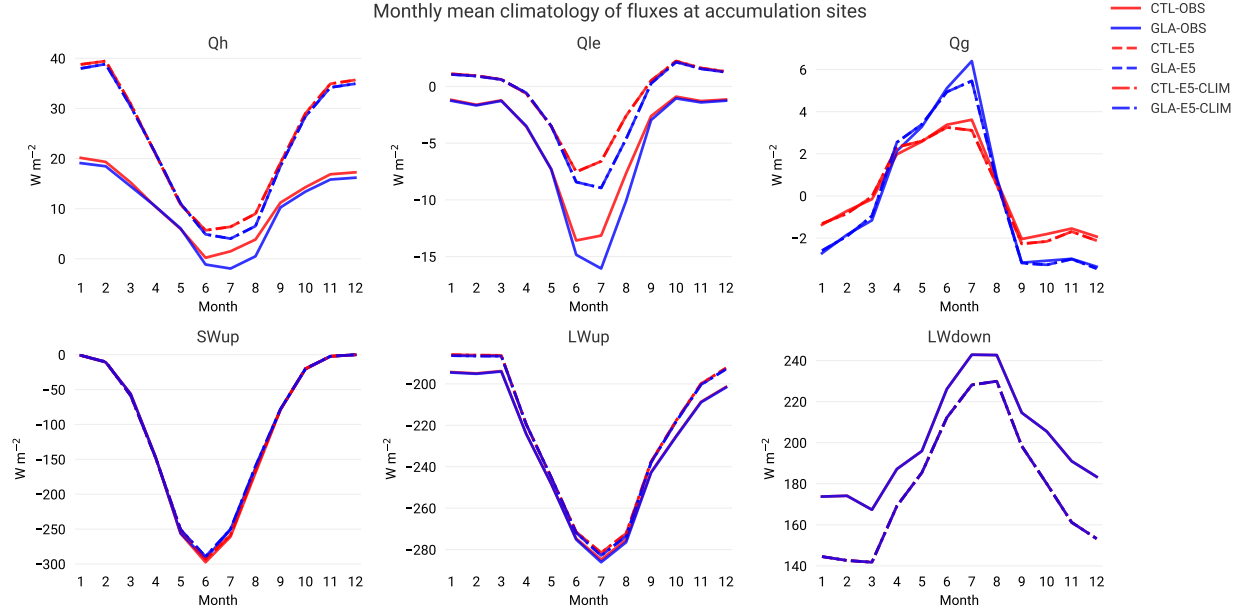 Monthly mean climatology of fluxes at accumulation sites
CTL-OBS
GLA-OBS
CTL-E5
GLA-E5
CTL-E5-CLIM
GLA-E5-CLIM
Qh
W m⁻²
40
30
20
10
0
1 2 3 4 5 6 7 8 9 10 11 12
Month
Qle
W m⁻²
0
−5
−10
−15
1 2 3 4 5 6 7 8 9 10 11 12
Month
Qg
W m⁻²
6
4
2
0
−2
1 2 3 4 5 6 7 8 9 10 11 12
Month
SWup
W m⁻²
0
−50
−100
−150
−200
−250
−300
1 2 3 4 5 6 7 8 9 10 11 12
Month
LWup
W m⁻²
−200
−220
−240
−260
−280
1 2 3 4 5 6 7 8 9 10 11 12
Month
LWdown
W m⁻²
240
220
200
180
160
140
1 2 3 4 5 6 7 8 9 10 11 12
Month